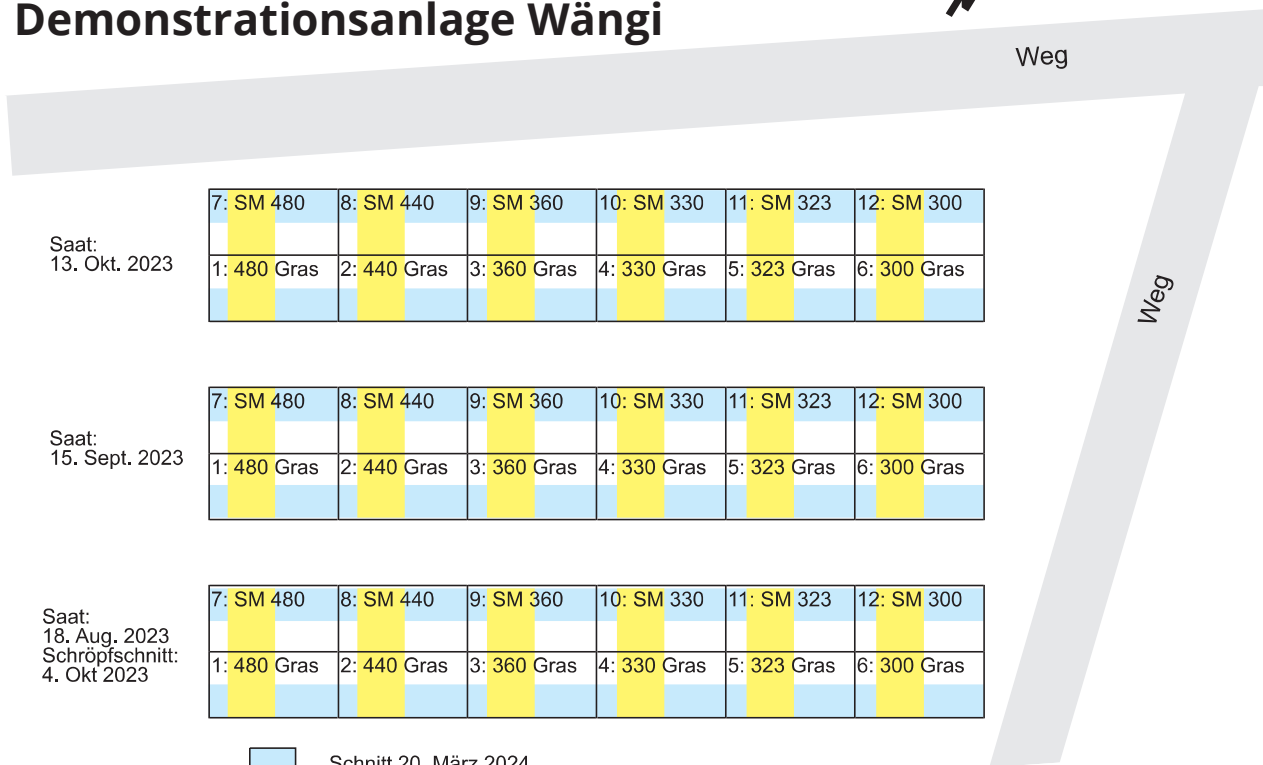 Demonstrationsanlage Wängi
Weg
7: SM 480 8: SM 440 9: SM 360 10: SM 330 11: SM 323 12: SM 300
Saat:
13. Okt. 2023
1: 480 Gras 2: 440 Gras 3: 360 Gras 4: 330 Gras 5: 323 Gras 6: 300 Gras
Weg
7: SM 480 8: SM 440 9: SM 360 10: SM 330 11: SM 323 12: SM 300
Saat:
15. Sept. 2023
1: 480 Gras 2: 440 Gras 3: 360 Gras 4: 330 Gras 5: 323 Gras 6: 300 Gras
7: SM 480 8: SM 440 9: SM 360 10: SM 330 11: SM 323 12: SM 300
Saat:
18. Aug. 2023
Schröpfschnitt:
4. Okt 2023
1: 480 Gras 2: 440 Gras 3: 360 Gras 4: 330 Gras 5: 323 Gras 6: 300 Gras
Schnitt 20. März 2024